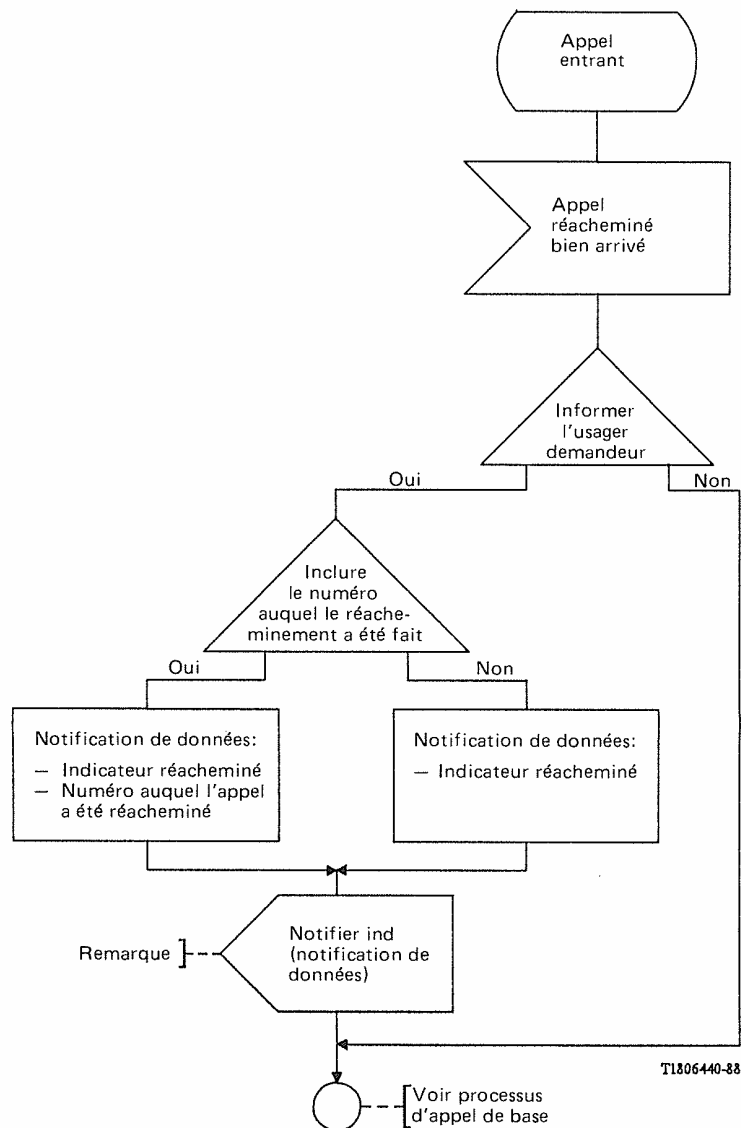 Appel
entrant
Appel
réacheminé
bien arrivé
Informer
l'usager
demandeur
Oui
Non
Inclure
le numéro
auquel le réache-
minement a été fait
Oui
Non
Notification de données:
— Indicateur réacheminé
— Numéro auquel l'appel
a été réacheminé
Notification de données:
— Indicateur réacheminé
Remarque
Notifier ind
(notification de
données)
T1806440-88
Voir processus
d'appel de base